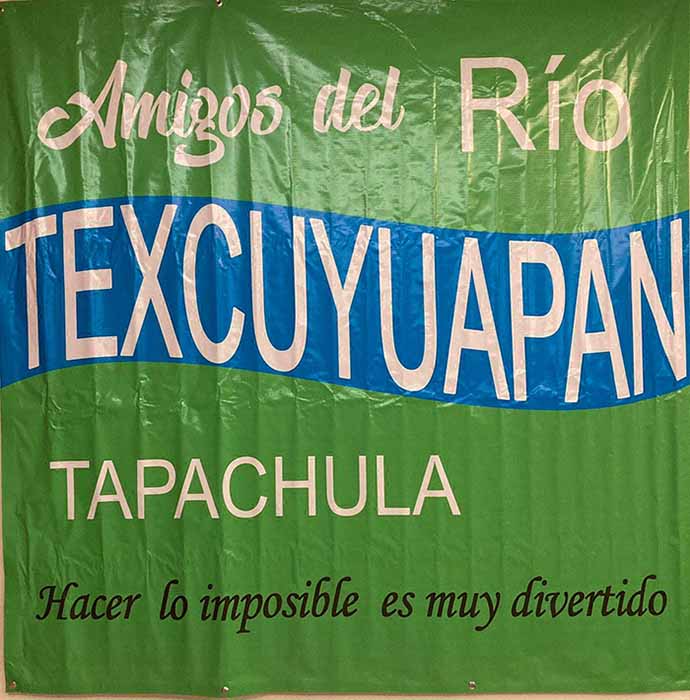 Amigos del Río
TEXCUYUAPAN
TAPACHULA
Hacer lo imposible es muy divertido